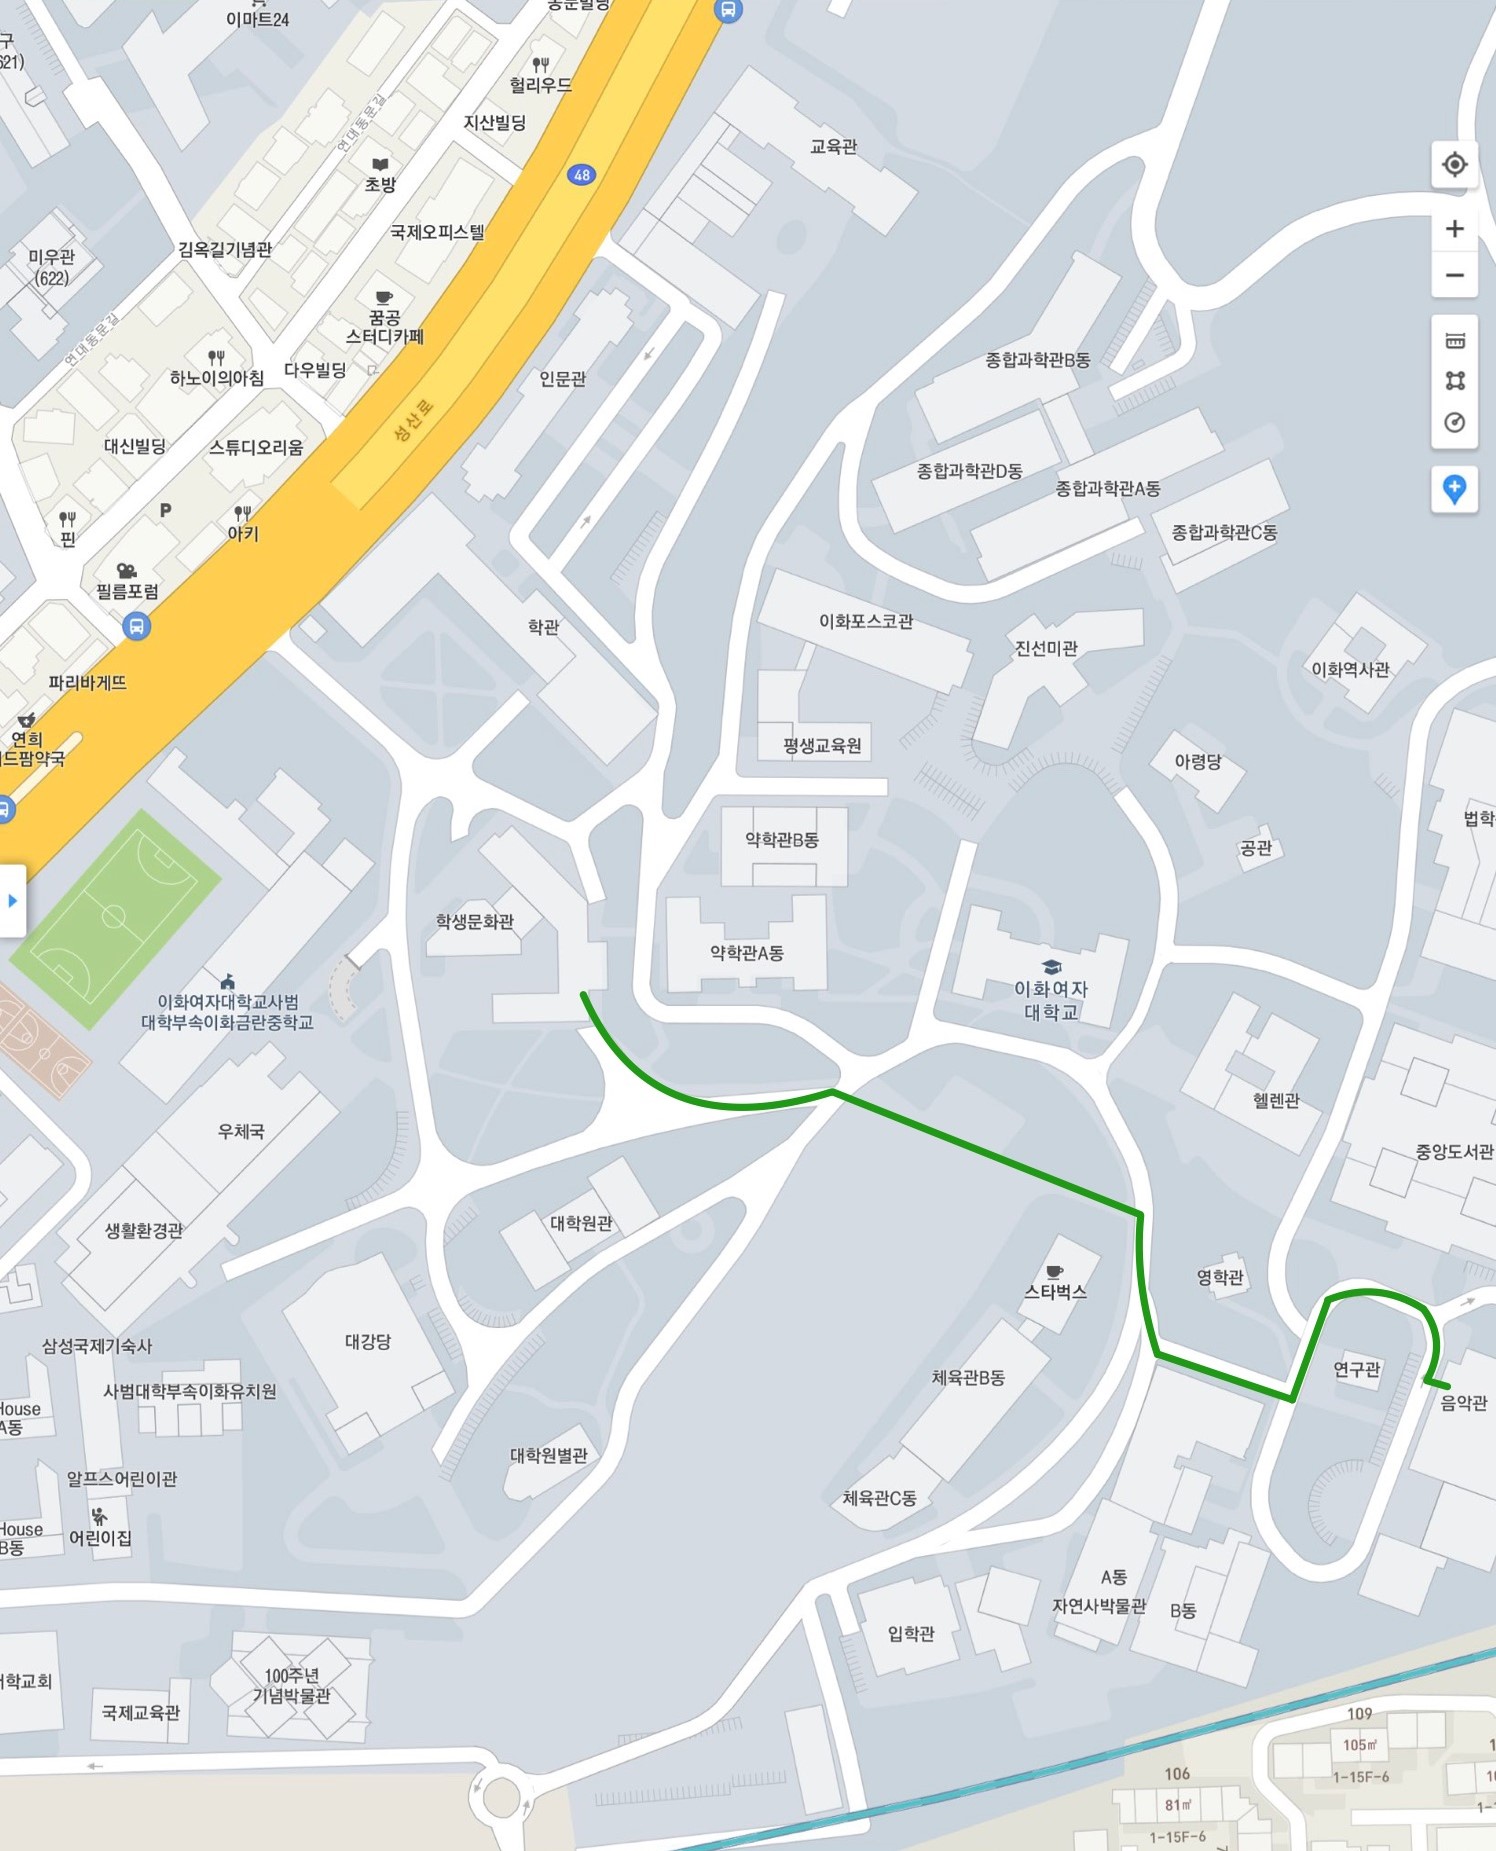 이마트24
동문빌딩
구
621)
헐리우드
지산빌딩
연대동문길
초방
48
교육관
국제오피스텔
김옥길기념관
미우관
(622)
꿈공
스터디카페
연대동문길
하노이의아침
다우빌딩
인문관
종합과학관B동
성산로
대신빌딩
스튜디오리움
종합과학관D동
종합과학관A동
P
핀
아키
종합과학관C동
필름포럼
학관
이화포스코관
진선미관
이화역사관
파리바게뜨
연희
드팜약국
평생교육원
아령당
법학
약학관B동
공관
학생문화관
약학관A동
이화여자
대학교
이화여자대학교사범
대학부속이화금란중학교
헬렌관
우체국
중앙도서관
생활환경관
대학원관
영학관
스타벅스
대강당
삼성국제기숙사
체육관B동
연구관
사범대학부속이화유치원
음악관
House
A동
대학원별관
알프스어린이관
체육관C동
House
B동
어린이집
A동
자연사박물관
B동
입학관
대학교회
100주년
기념박물관
국제교육관
109
105㎡
1-15F-6
106
81㎡
1-15F-6